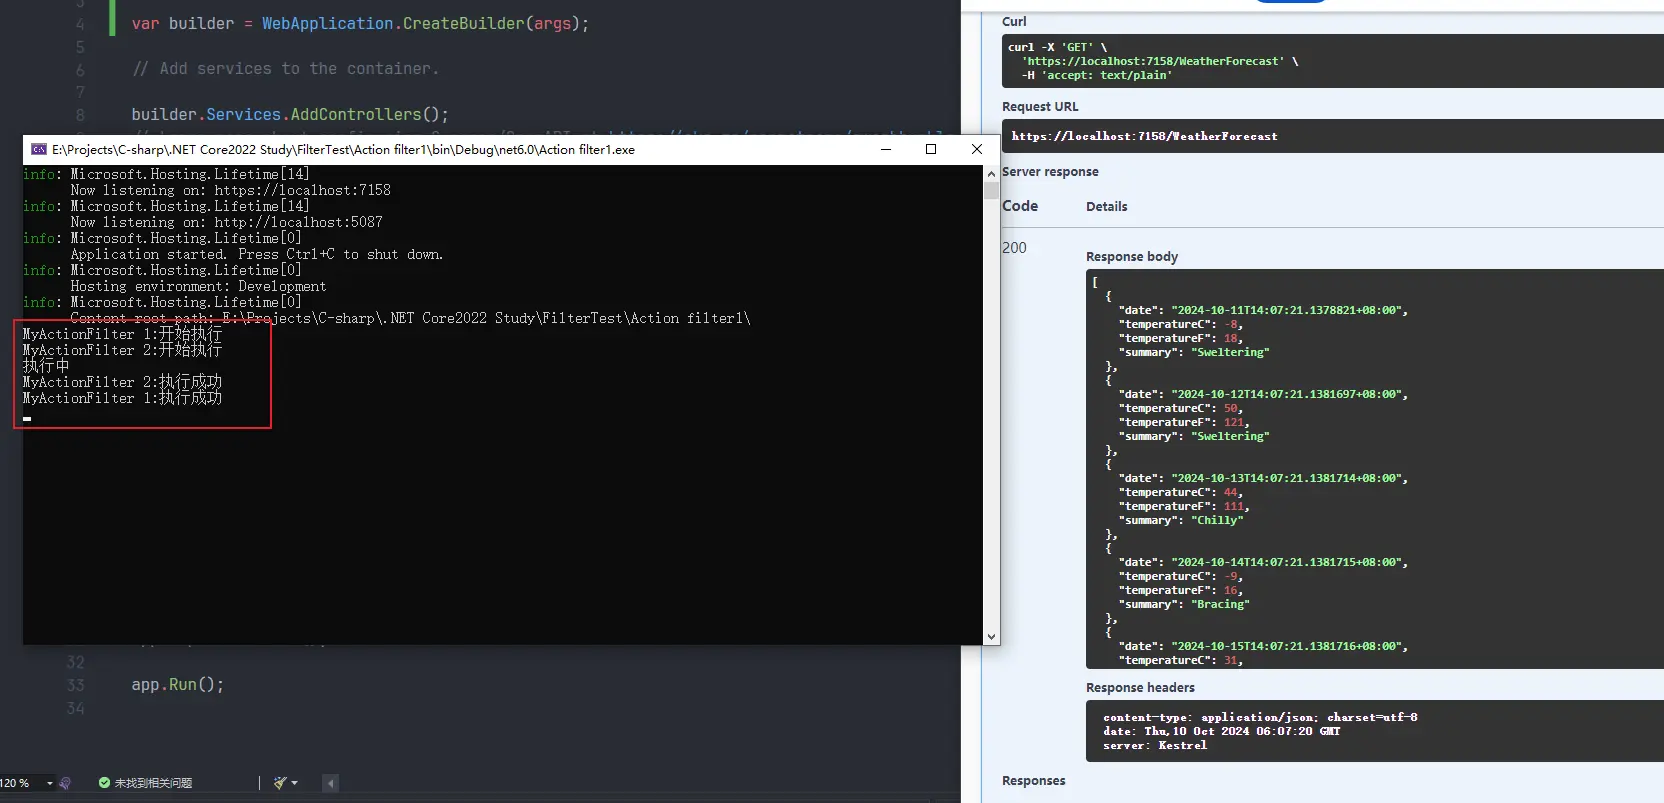 3
4 var builder = WebApplication.CreateBuilder(args);
5
6 // Add services to the container.
7
8 builder.Services.AddControllers();
E:\Projects\C-sharp\.NET Core2022 Study\FilterTest\Action filter1\bin\Debug\net6.0\Action filter1.exe
info: Microsoft.Hosting.Lifetime[14]
Now listening on: https://localhost:7158
info: Microsoft.Hosting.Lifetime[14]
Now listening on: http://localhost:5087
info: Microsoft.Hosting.Lifetime[0]
Application started. Press Ctrl+C to shut down.
info: Microsoft.Hosting.Lifetime[0]
Hosting environment: Development
info: Microsoft.Hosting.Lifetime[0]
Content root path: E:\Projects\C-sharp\.NET Core2022 Study\FilterTest\Action filter1\
MyActionFilter 1:开始执行
MyActionFilter 2:开始执行
执行中
MyActionFilter 2:执行成功
MyActionFilter 1:执行成功
32
33 app.Run();
34
120 %
未找到相关问题
Curl
curl -X 'GET' \
'https://localhost:7158/WeatherForecast' \
-H 'accept: text/plain'
Request URL
https://localhost:7158/WeatherForecast
Server response
Code Details
200
Response body
[
{
"date": "2024-10-11T14:07:21.1378821+08:00",
"temperatureC": -8,
"temperatureF": 18,
"summary": "Sweltering"
},
{
"date": "2024-10-12T14:07:21.1381697+08:00",
"temperatureC": 50,
"temperatureF": 121,
"summary": "Sweltering"
},
{
"date": "2024-10-13T14:07:21.1381714+08:00",
"temperatureC": 44,
"temperatureF": 111,
"summary": "Chilly"
},
{
"date": "2024-10-14T14:07:21.1381715+08:00",
"temperatureC": -9,
"temperatureF": 16,
"summary": "Bracing"
},
{
"date": "2024-10-15T14:07:21.1381716+08:00",
"temperatureC": 31,
Response headers
content-type: application/json; charset=utf-8
date: Thu,10 Oct 2024 06:07:20 GMT
server: Kestrel
Responses